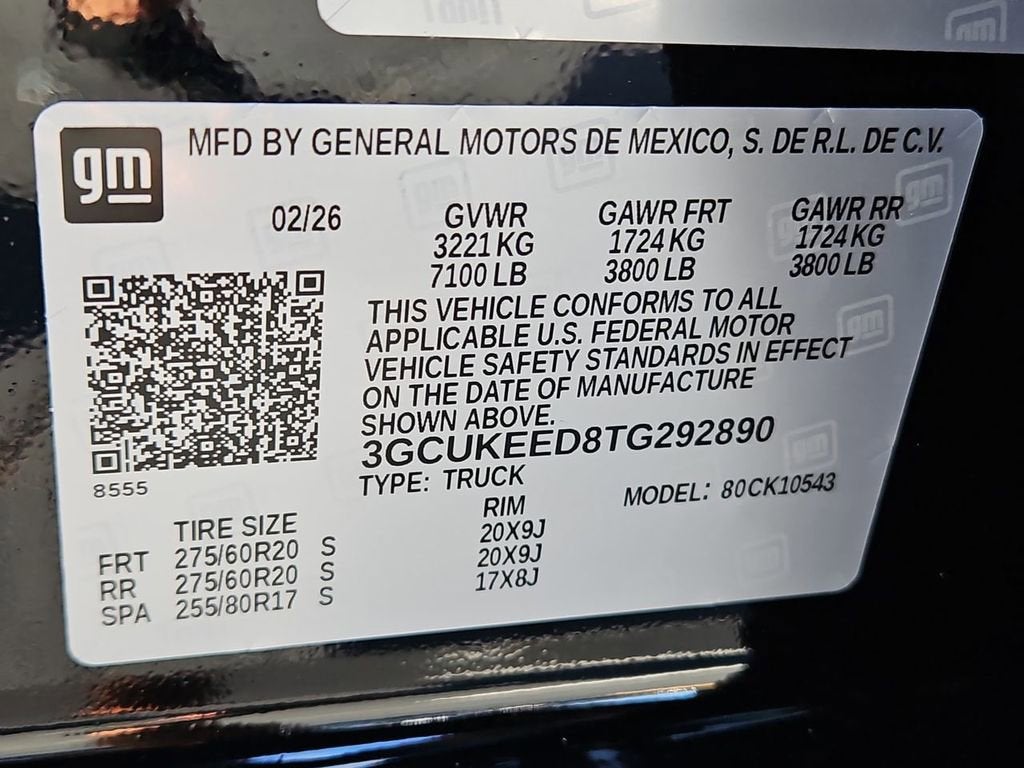 gm
MFD BY GENERAL MOTORS DE MEXICO, S. DE R.L. DE C.V.
02/26 GVWR GAWR FRT GAWR RR
3221 KG 1724 KG 1724 KG
7100 LB 3800 LB 3800 LB
THIS VEHICLE CONFORMS TO ALL
APPLICABLE U.S. FEDERAL MOTOR
VEHICLE SAFETY STANDARDS IN EFFECT
ON THE DATE OF MANUFACTURE
SHOWN ABOVE.
3GCUKEED8TG292890
8555 TYPE: TRUCK MODEL: 80CK10543
TIRE SIZE RIM
FRT 275/60R20 S 20X9J
RR 275/60R20 S 20X9J
SPA 255/80R17 S 17X8J